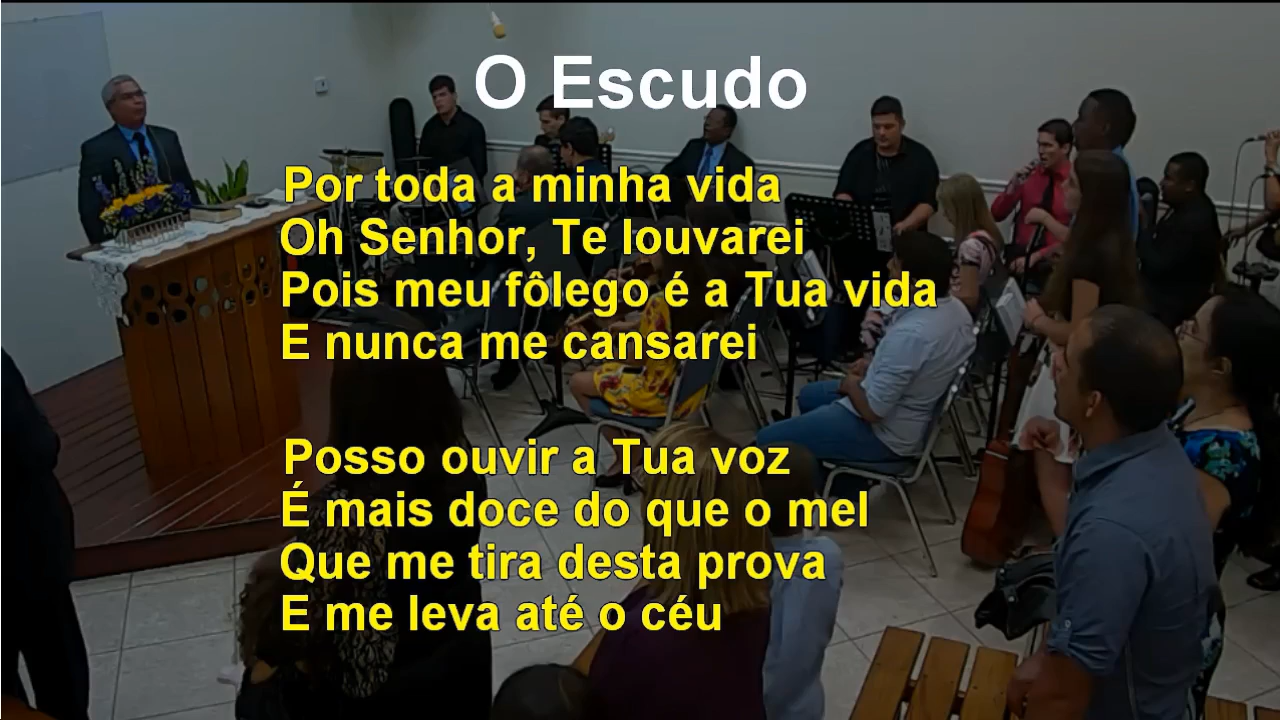 O Escudo
Por toda a minha vida
Oh Senhor, Te louvarei
Pois meu fôlego é a Tua vida
E nunca me cansarei
Posso ouvir a Tua voz
É mais doce do que o mel
Que me tira desta prova
E me leva até o céu